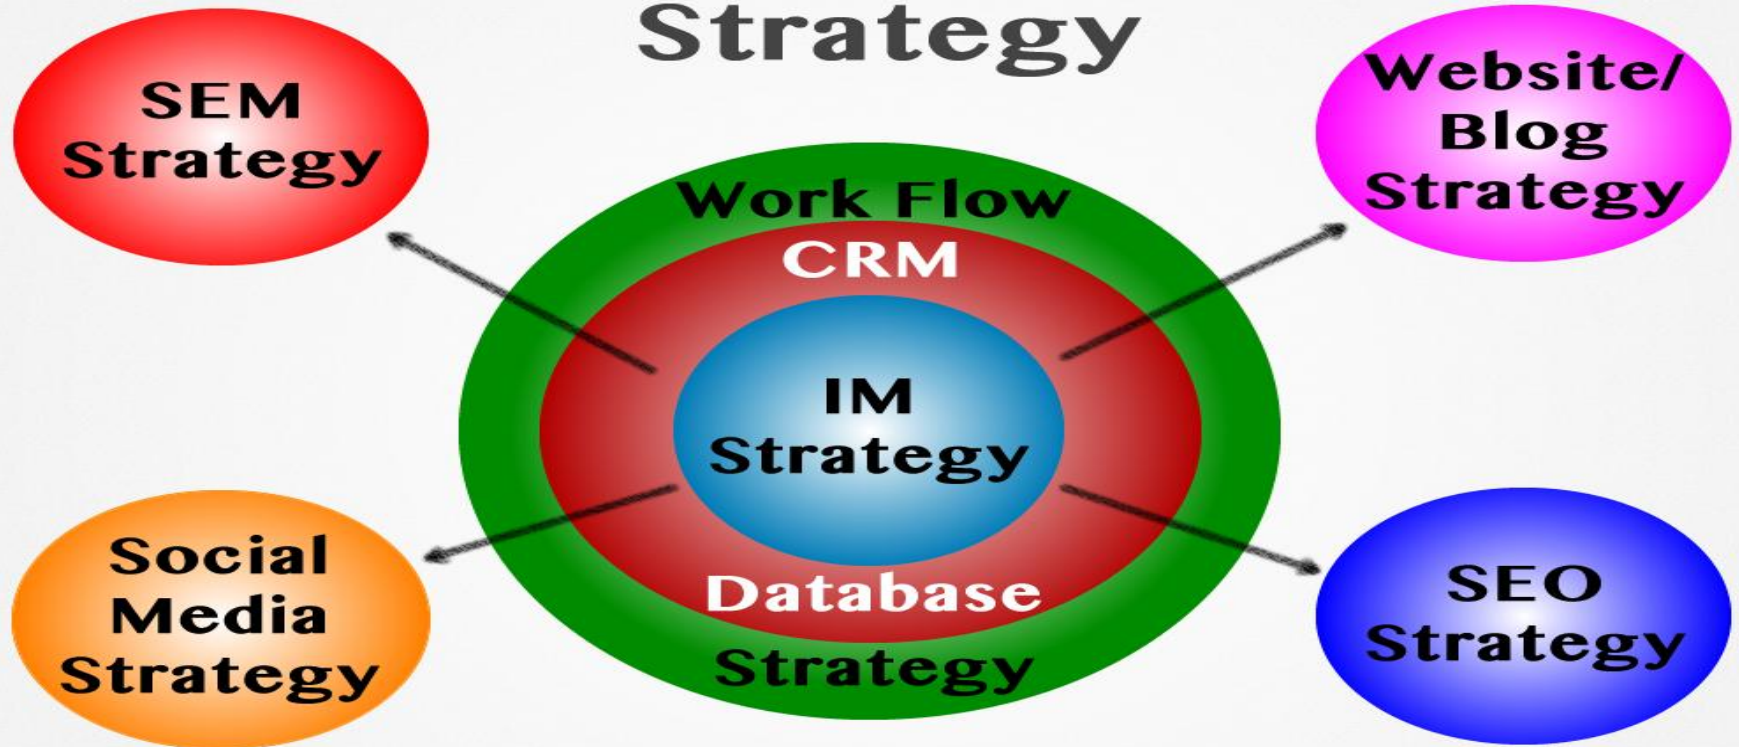 Strategy
SEM
Strategy
Website/
Blog
Strategy
Work Flow
CRM
IM
Strategy
Database
Strategy
Social
Media
Strategy
SEO
Strategy